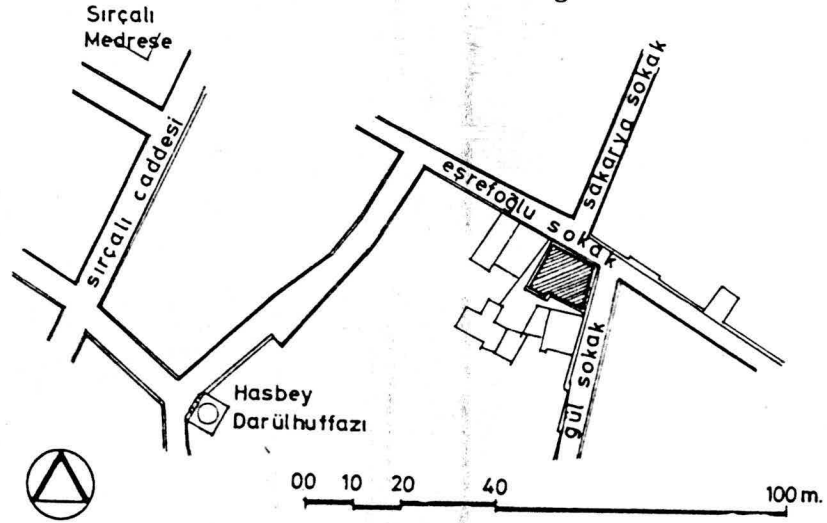 Sırçalı
Medrese
sırçalı caddesi
eşrefoğlu sokak
sakarya sokak
gül sokak
Hasbey
Darülhuffazı
00 10 20 40 100 m.